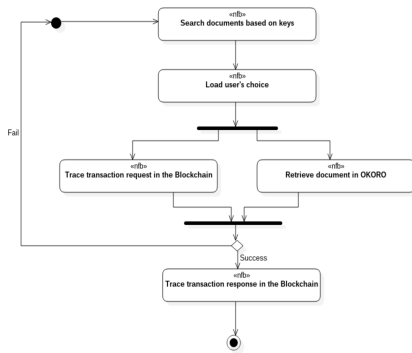 «nfb»
Search documents based on keys
«nfb»
Load user's choice
Fail
«nfb»
Trace transaction request in the Blockchain
«nfb»
Retrieve document in OKORO
Success
«nfb»
Trace transaction response in the Blockchain